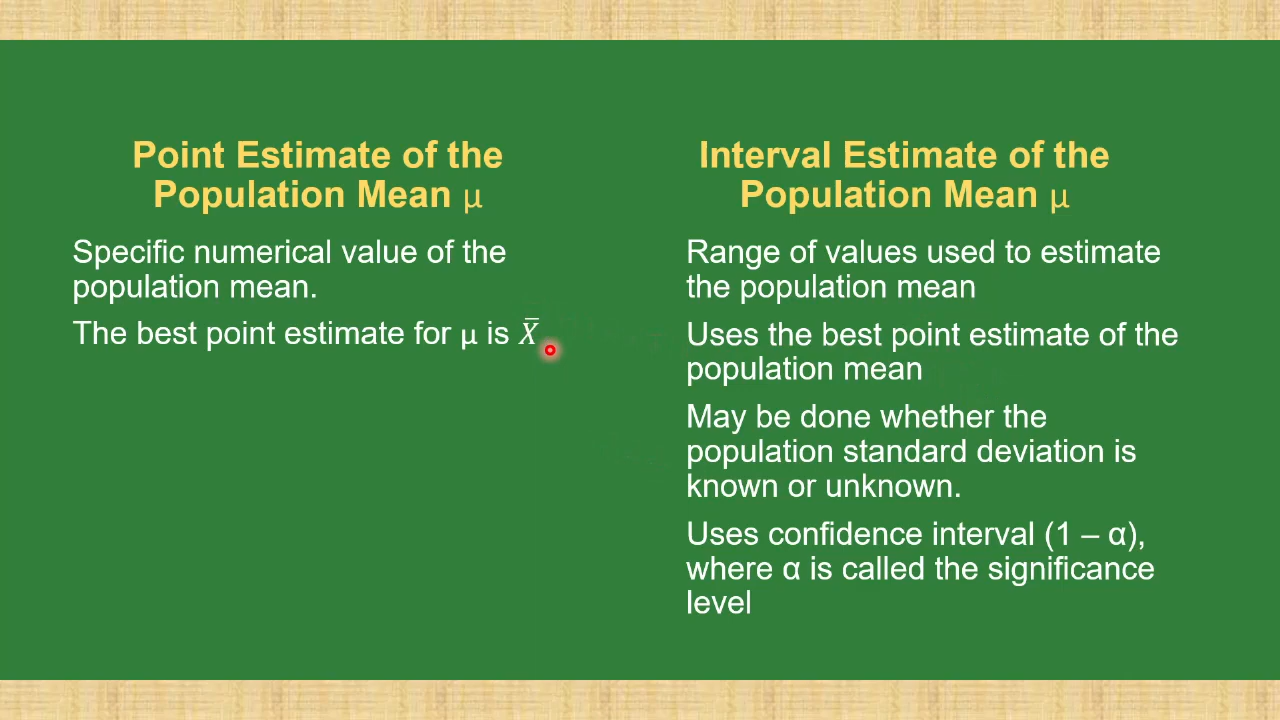 Point Estimate of the
Population Mean μ
Specific numerical value of the
population mean.
The best point estimate for μ is X̅
Interval Estimate of the
Population Mean μ
Range of values used to estimate
the population mean
Uses the best point estimate of the
population mean
May be done whether the
population standard deviation is
known or unknown.
Uses confidence interval (1 – α),
where α is called the significance
level